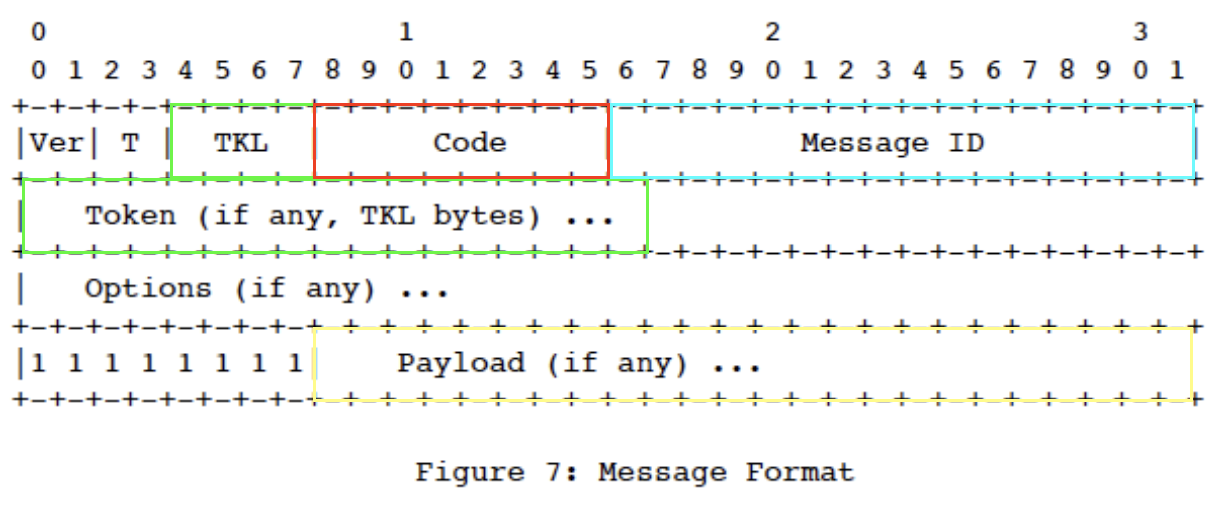 0                   1                   2                   3
0 1 2 3 4 5 6 7 8 9 0 1 2 3 4 5 6 7 8 9 0 1 2 3 4 5 6 7 8 9 0 1
+-+-+-+-+-+-+-+-+-+-+-+-+-+-+-+-+-+-+-+-+-+-+-+-+-+-+-+-+-+-+-+-+
|Ver| T |  TKL  |      Code     |          Message ID           |
+-+-+-+-+-+-+-+-+-+-+-+-+-+-+-+-+-+-+-+-+-+-+-+-+-+-+-+-+-+-+-+-+
|   Token (if any, TKL bytes) ...
+-+-+-+-+-+-+-+-+-+-+-+-+-+-+-+-+-+-+-+-+-+-+-+-+-+-+-+-+-+-+-+-+
|   Options (if any) ...
+-+-+-+-+-+-+-+-+-+-+-+-+-+-+-+-+-+-+-+-+-+-+-+-+-+-+-+-+-+-+-+-+
|1 1 1 1 1 1 1 1|    Payload (if any) ...
+-+-+-+-+-+-+-+-+-+-+-+-+-+-+-+-+-+-+-+-+-+-+-+-+-+-+-+-+-+-+-+-+
Figure 7: Message Format